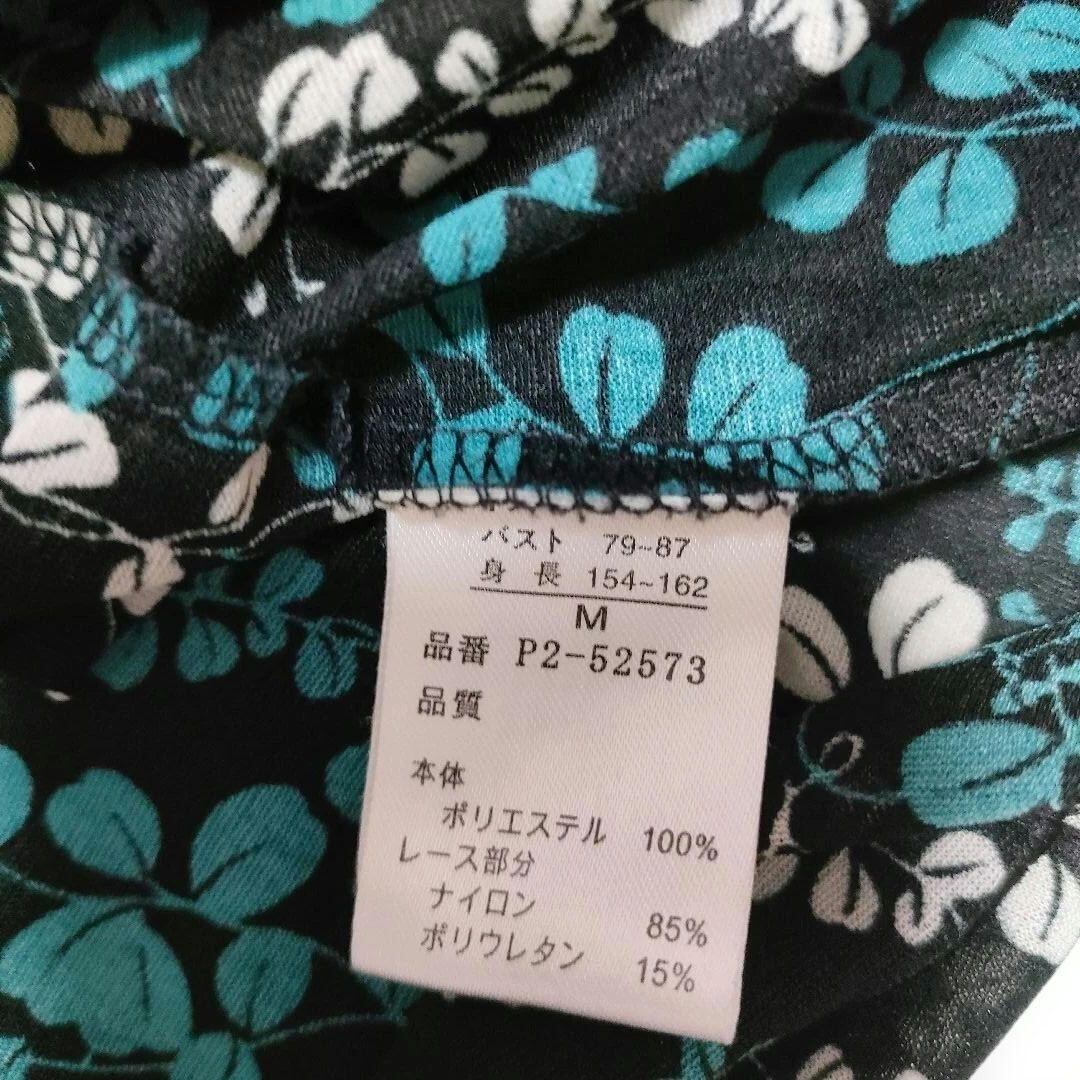 バスト 79~87
身長 154~162
M
品番 P2-52573
品質
本体
ポリエステル 100%
レース部分
ナイロン 85%
ポリウレタン 15%